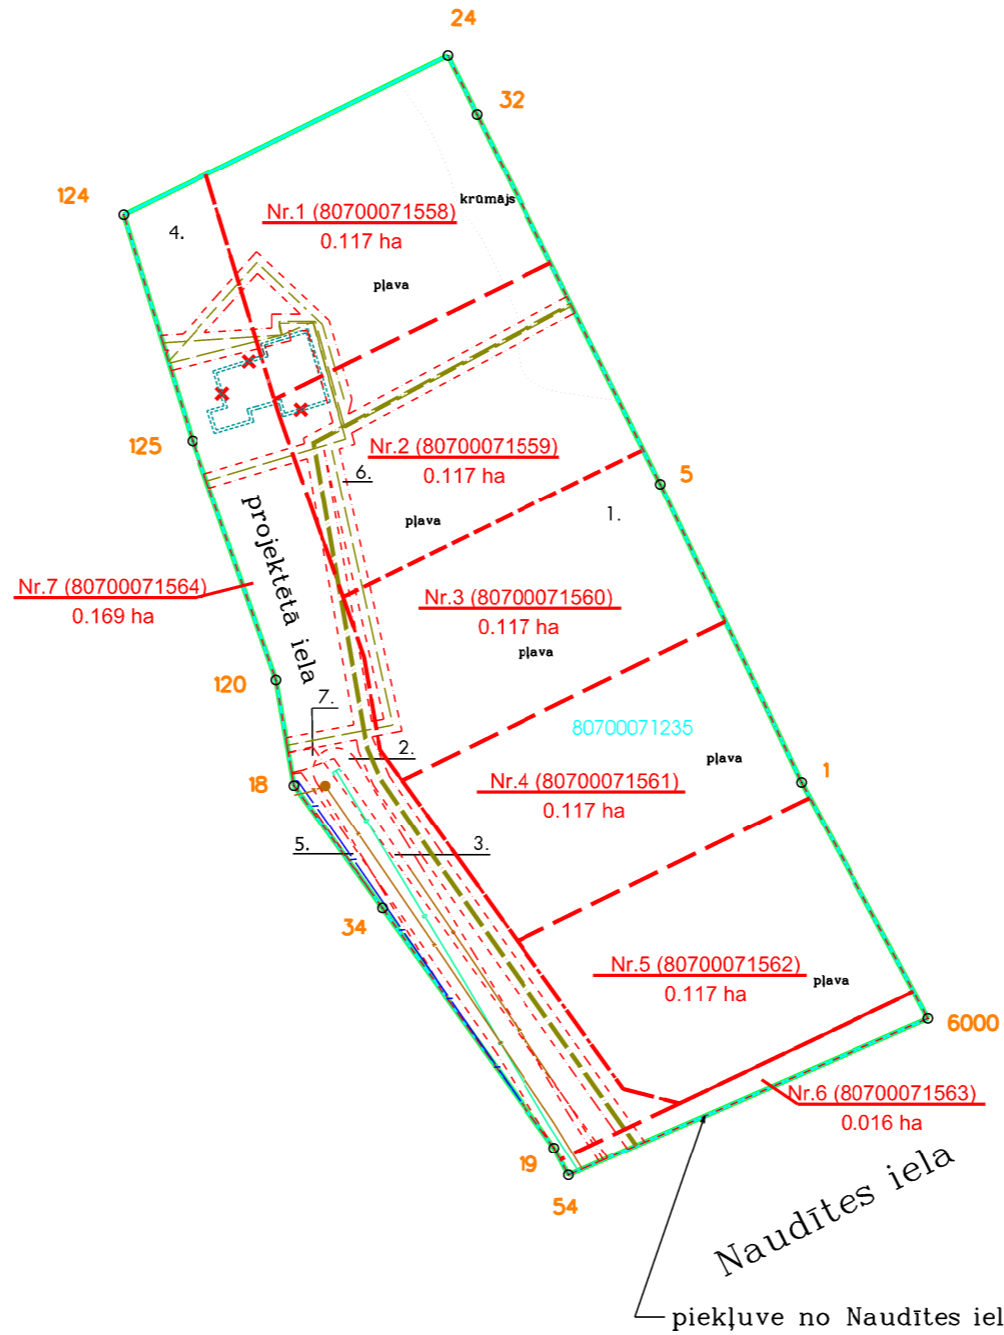 24
32
124
krūmājs
Nr.1 (80700071558)
0.117 ha
4.
pļava
125
Nr.2 (80700071559)
0.117 ha
6.
5
1.
pļava
projektētā iela
Nr.7 (80700071564)
0.169 ha
Nr.3 (80700071560)
0.117 ha
pļava
120
7.
80700071235
2.
pļava
18
Nr.4 (80700071561)
0.117 ha
1
5.
3.
34
Nr.5 (80700071562)
0.117 ha
pļava
6000
Nr.6 (80700071563)
0.016 ha
19
54
Naudītes iela
piekļuve no Naudītes iel